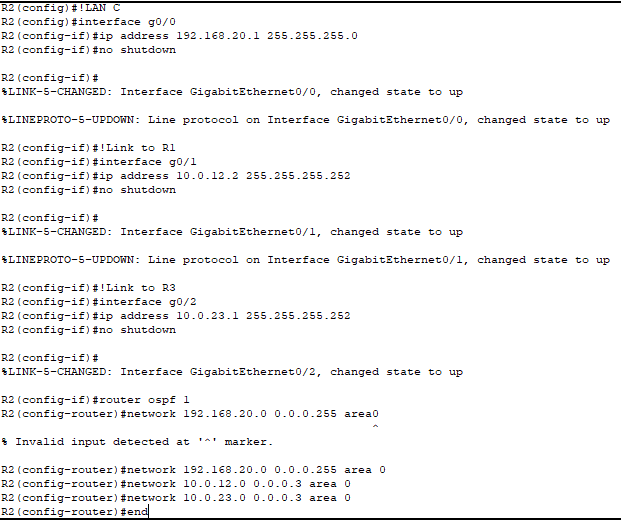 R2(config)#!LAN C
R2(config)#interface g0/0
R2(config-if)#ip address 192.168.20.1 255.255.255.0
R2(config-if)#no shutdown
R2(config-if)#
%LINK-5-CHANGED: Interface GigabitEthernet0/0, changed state to up
%LINEPROTO-5-UPDOWN: Line protocol on Interface GigabitEthernet0/0, changed state to up
R2(config-if)#!Link to R1
R2(config-if)#interface g0/1
R2(config-if)#ip address 10.0.12.2 255.255.255.252
R2(config-if)#no shutdown
R2(config-if)#
%LINK-5-CHANGED: Interface GigabitEthernet0/1, changed state to up
%LINEPROTO-5-UPDOWN: Line protocol on Interface GigabitEthernet0/1, changed state to up
R2(config-if)#!Link to R3
R2(config-if)#interface g0/2
R2(config-if)#ip address 10.0.23.1 255.255.255.252
R2(config-if)#no shutdown
R2(config-if)#
%LINK-5-CHANGED: Interface GigabitEthernet0/2, changed state to up
R2(config-if)#router ospf 1
R2(config-router)#network 192.168.20.0 0.0.0.255 area0
^
% Invalid input detected at '^' marker.
R2(config-router)#network 192.168.20.0 0.0.0.255 area 0
R2(config-router)#network 10.0.12.0 0.0.0.3 area 0
R2(config-router)#network 10.0.23.0 0.0.0.3 area 0
R2(config-router)#end